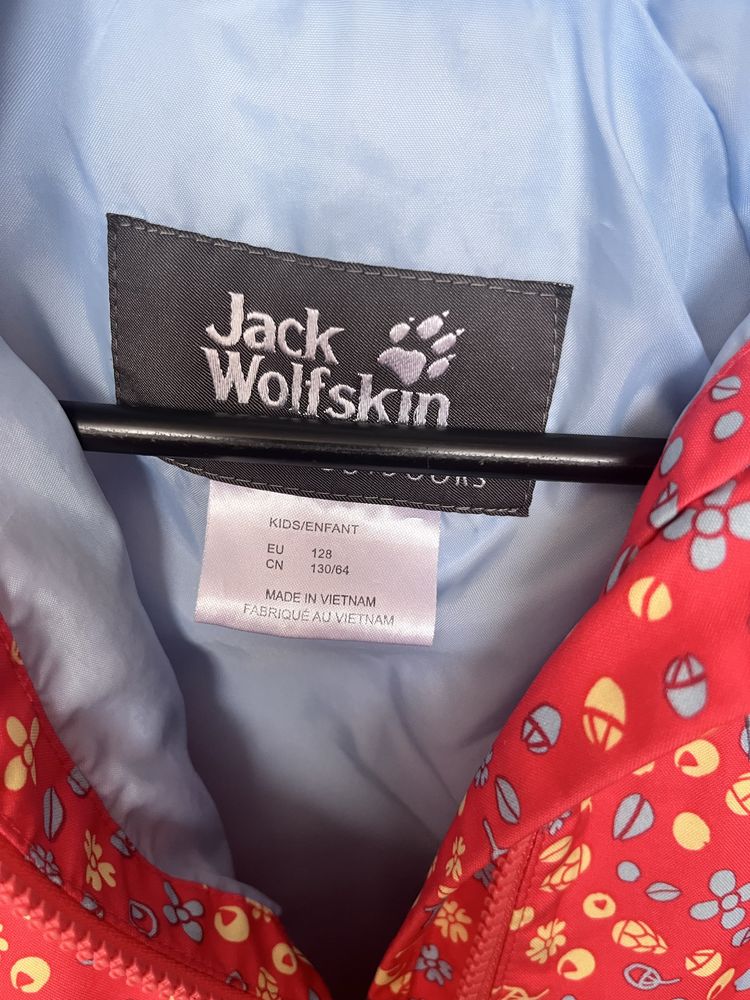 Jack
Wolfskin
KIDS/ENFANT
EU 128
CN 130/64
MADE IN VIETNAM
FABRIQUÉ AU VIETNAM